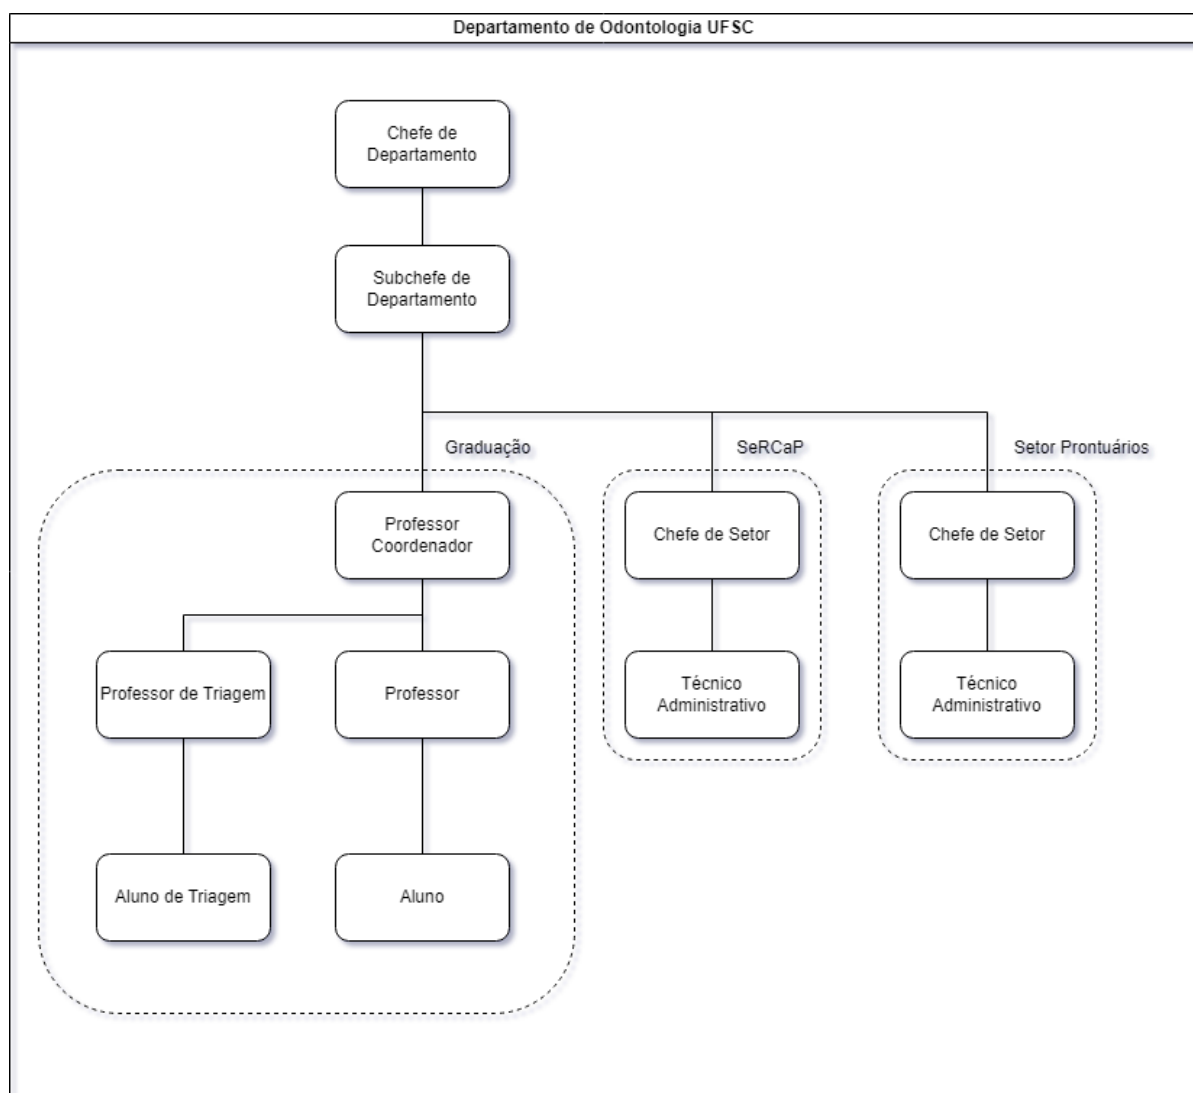 Departamento de Odontologia UFSC
Chefe de
Departamento
Subchefe de
Departamento
Graduação
SeRCaP
Setor Prontuários
Professor
Coordenador
Chefe de Setor
Chefe de Setor
Professor de Triagem
Professor
Técnico
Administrativo
Técnico
Administrativo
Aluno de Triagem
Aluno